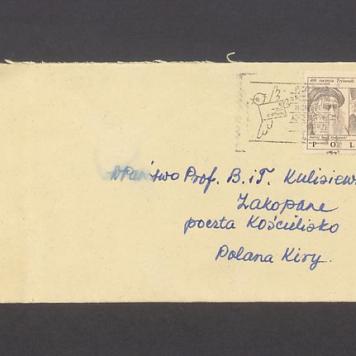 Państwo Prof. B. i T. Kulisiew
Zakopane
poczta Kościelisko
Polana Kiry.
POL